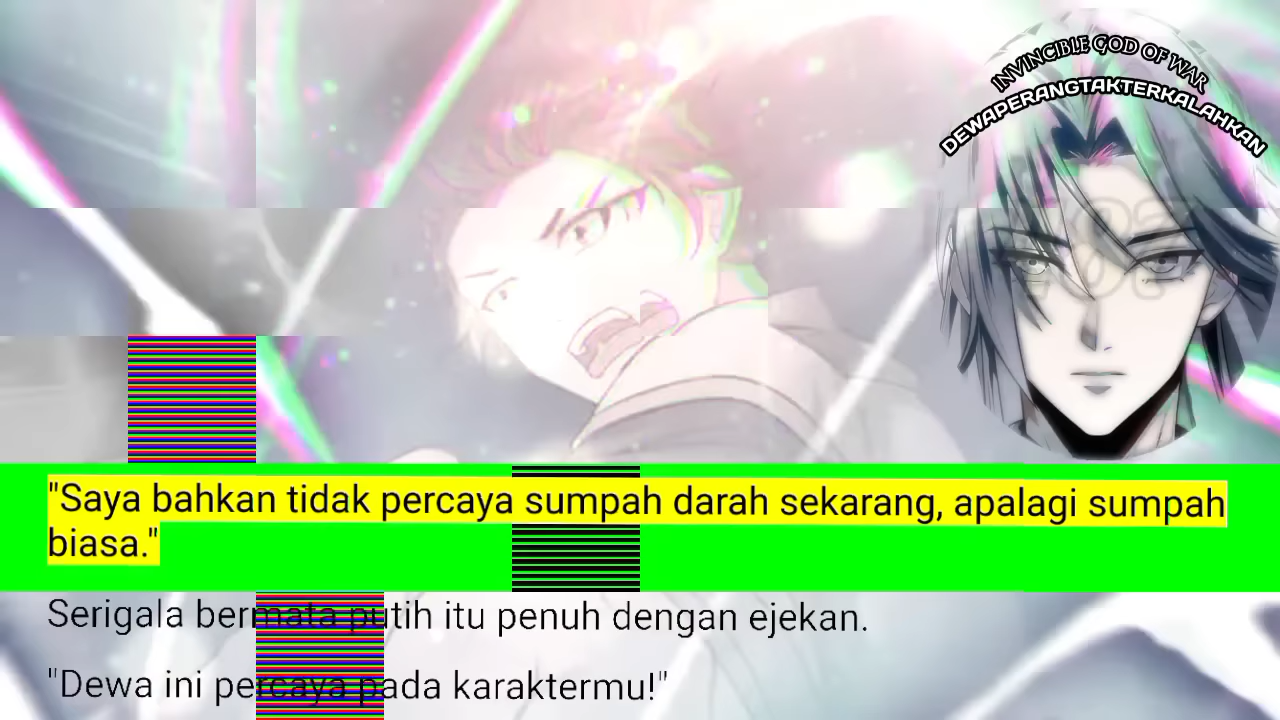 INVINCIBLE GOD OF WAR
DEWAPERANGTAKTERKALAHKAN
"Saya bahkan tidak percaya sumpah darah sekarang, apalagi sumpah
biasa."
Serigala bermata putih itu penuh dengan ejekan.
"Dewa ini percaya pada karaktermu!"